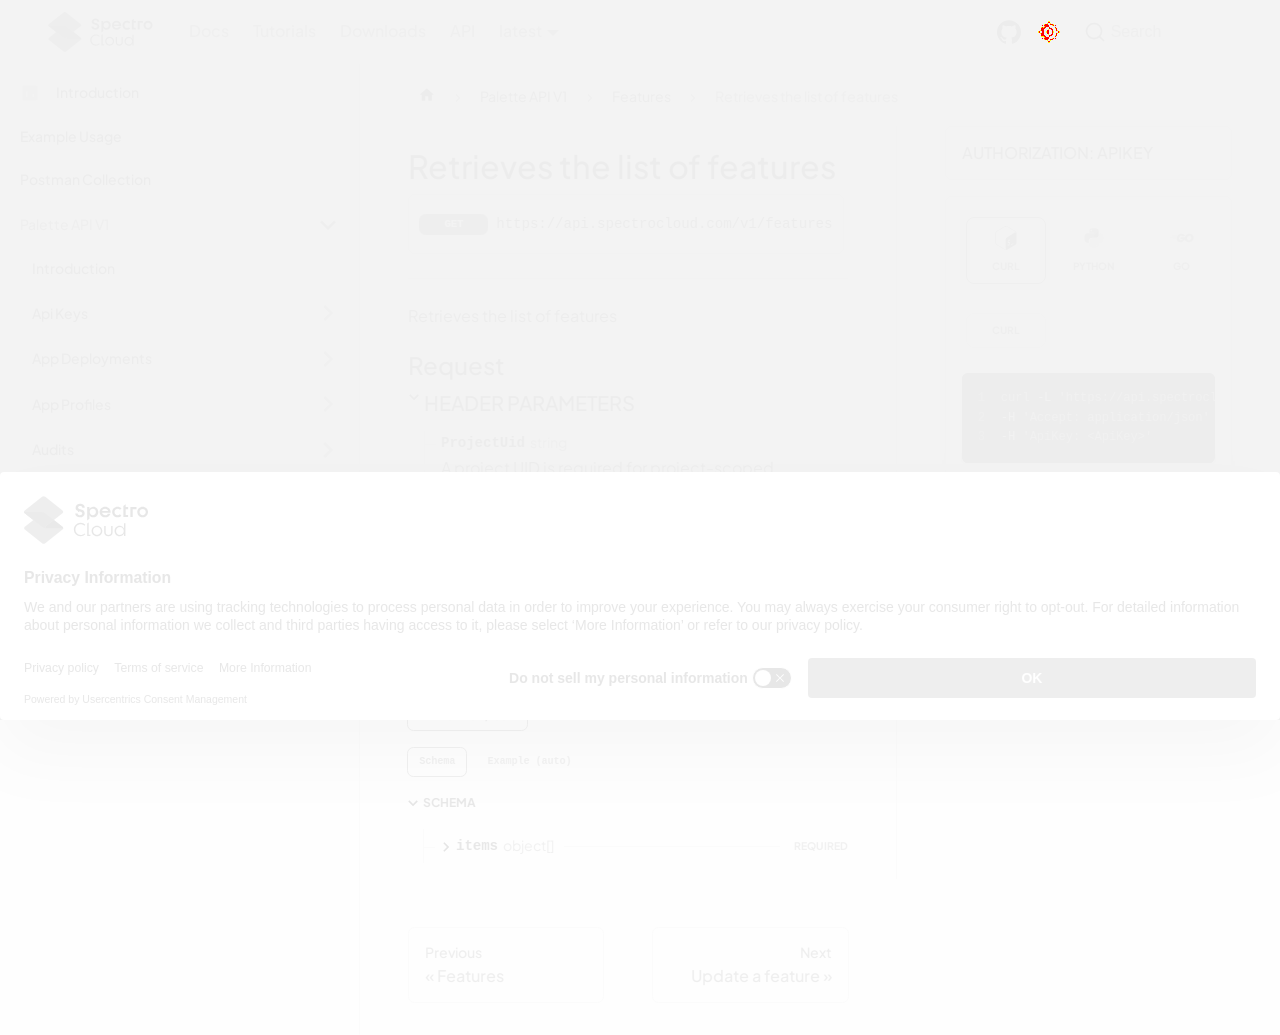 Spectro Cloud
Docs Tutorials Downloads API latest
Search
Introduction
Example Usage
Postman Collection
Palette API V1
Introduction
Api Keys
App Deployments
App Profiles
Audits
Palette API V1
Features
Retrieves the list of features
Retrieves the list of features
GET https://api.spectrocloud.com/v1/features
Retrieves the list of features
Request
HEADER PARAMETERS
ProjectUid string
A project UID is required for project-scoped
AUTHORIZATION: APIKEY
CURL PYTHON GO
CURL
Spectro Cloud
Privacy Information
We and our partners are using tracking technologies to process personal data in order to improve your experience. You may always exercise your consumer right to opt-out. For detailed information
about personal information we collect and third parties having access to it, please select 'More Information' or refer to our privacy policy.
Privacy policy Terms of service More Information
Do not sell my personal information
OK
Powered by Usercentrics Consent Management
Schema Example (auto)
SCHEMA
items object[] REQUIRED
Previous
« Features
Next
Update a feature »